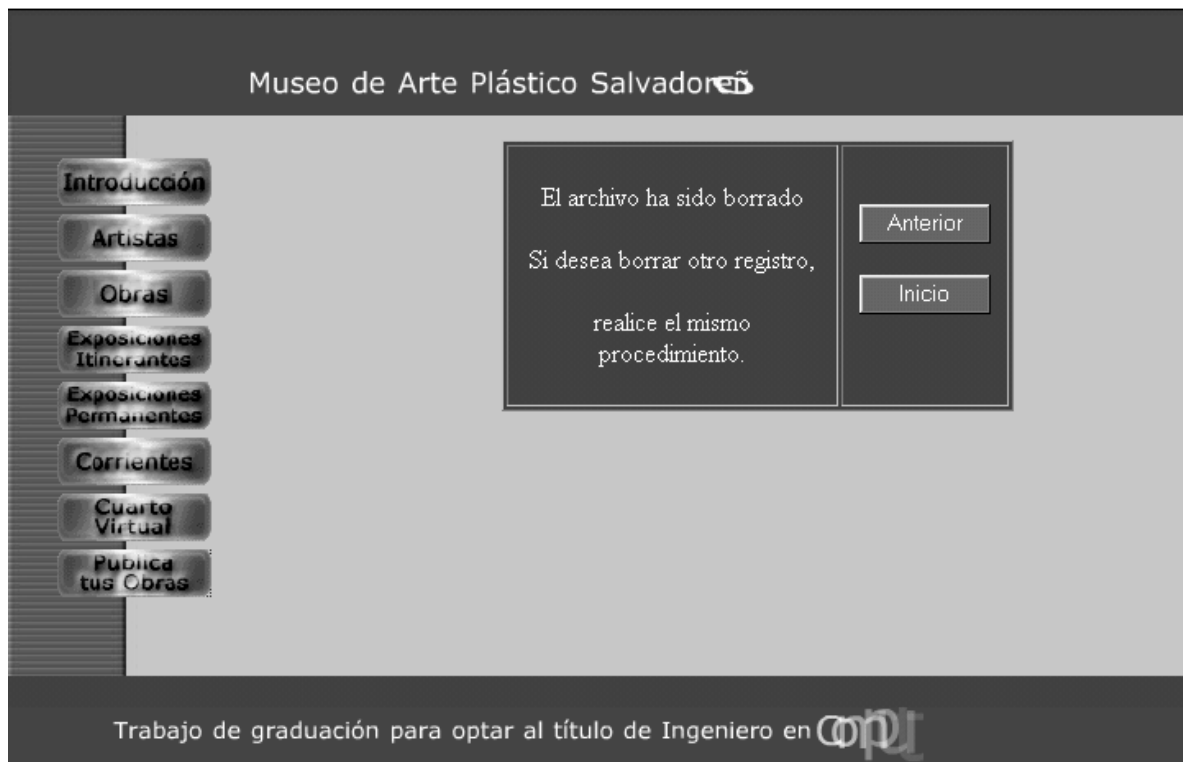 Museo de Arte Plástico Salvadoreñ
Introducción
Artistas
Obras
Exposiciones
Itinerantes
Exposiciones
Permanentes
Corrientes
Cuarto
Virtual
Publica
tus Obras
El archivo ha sido borrado
Si desea borrar otro registro,
realice el mismo
procedimiento.
Anterior
Inicio
Trabajo de graduación para optar al título de Ingeniero en